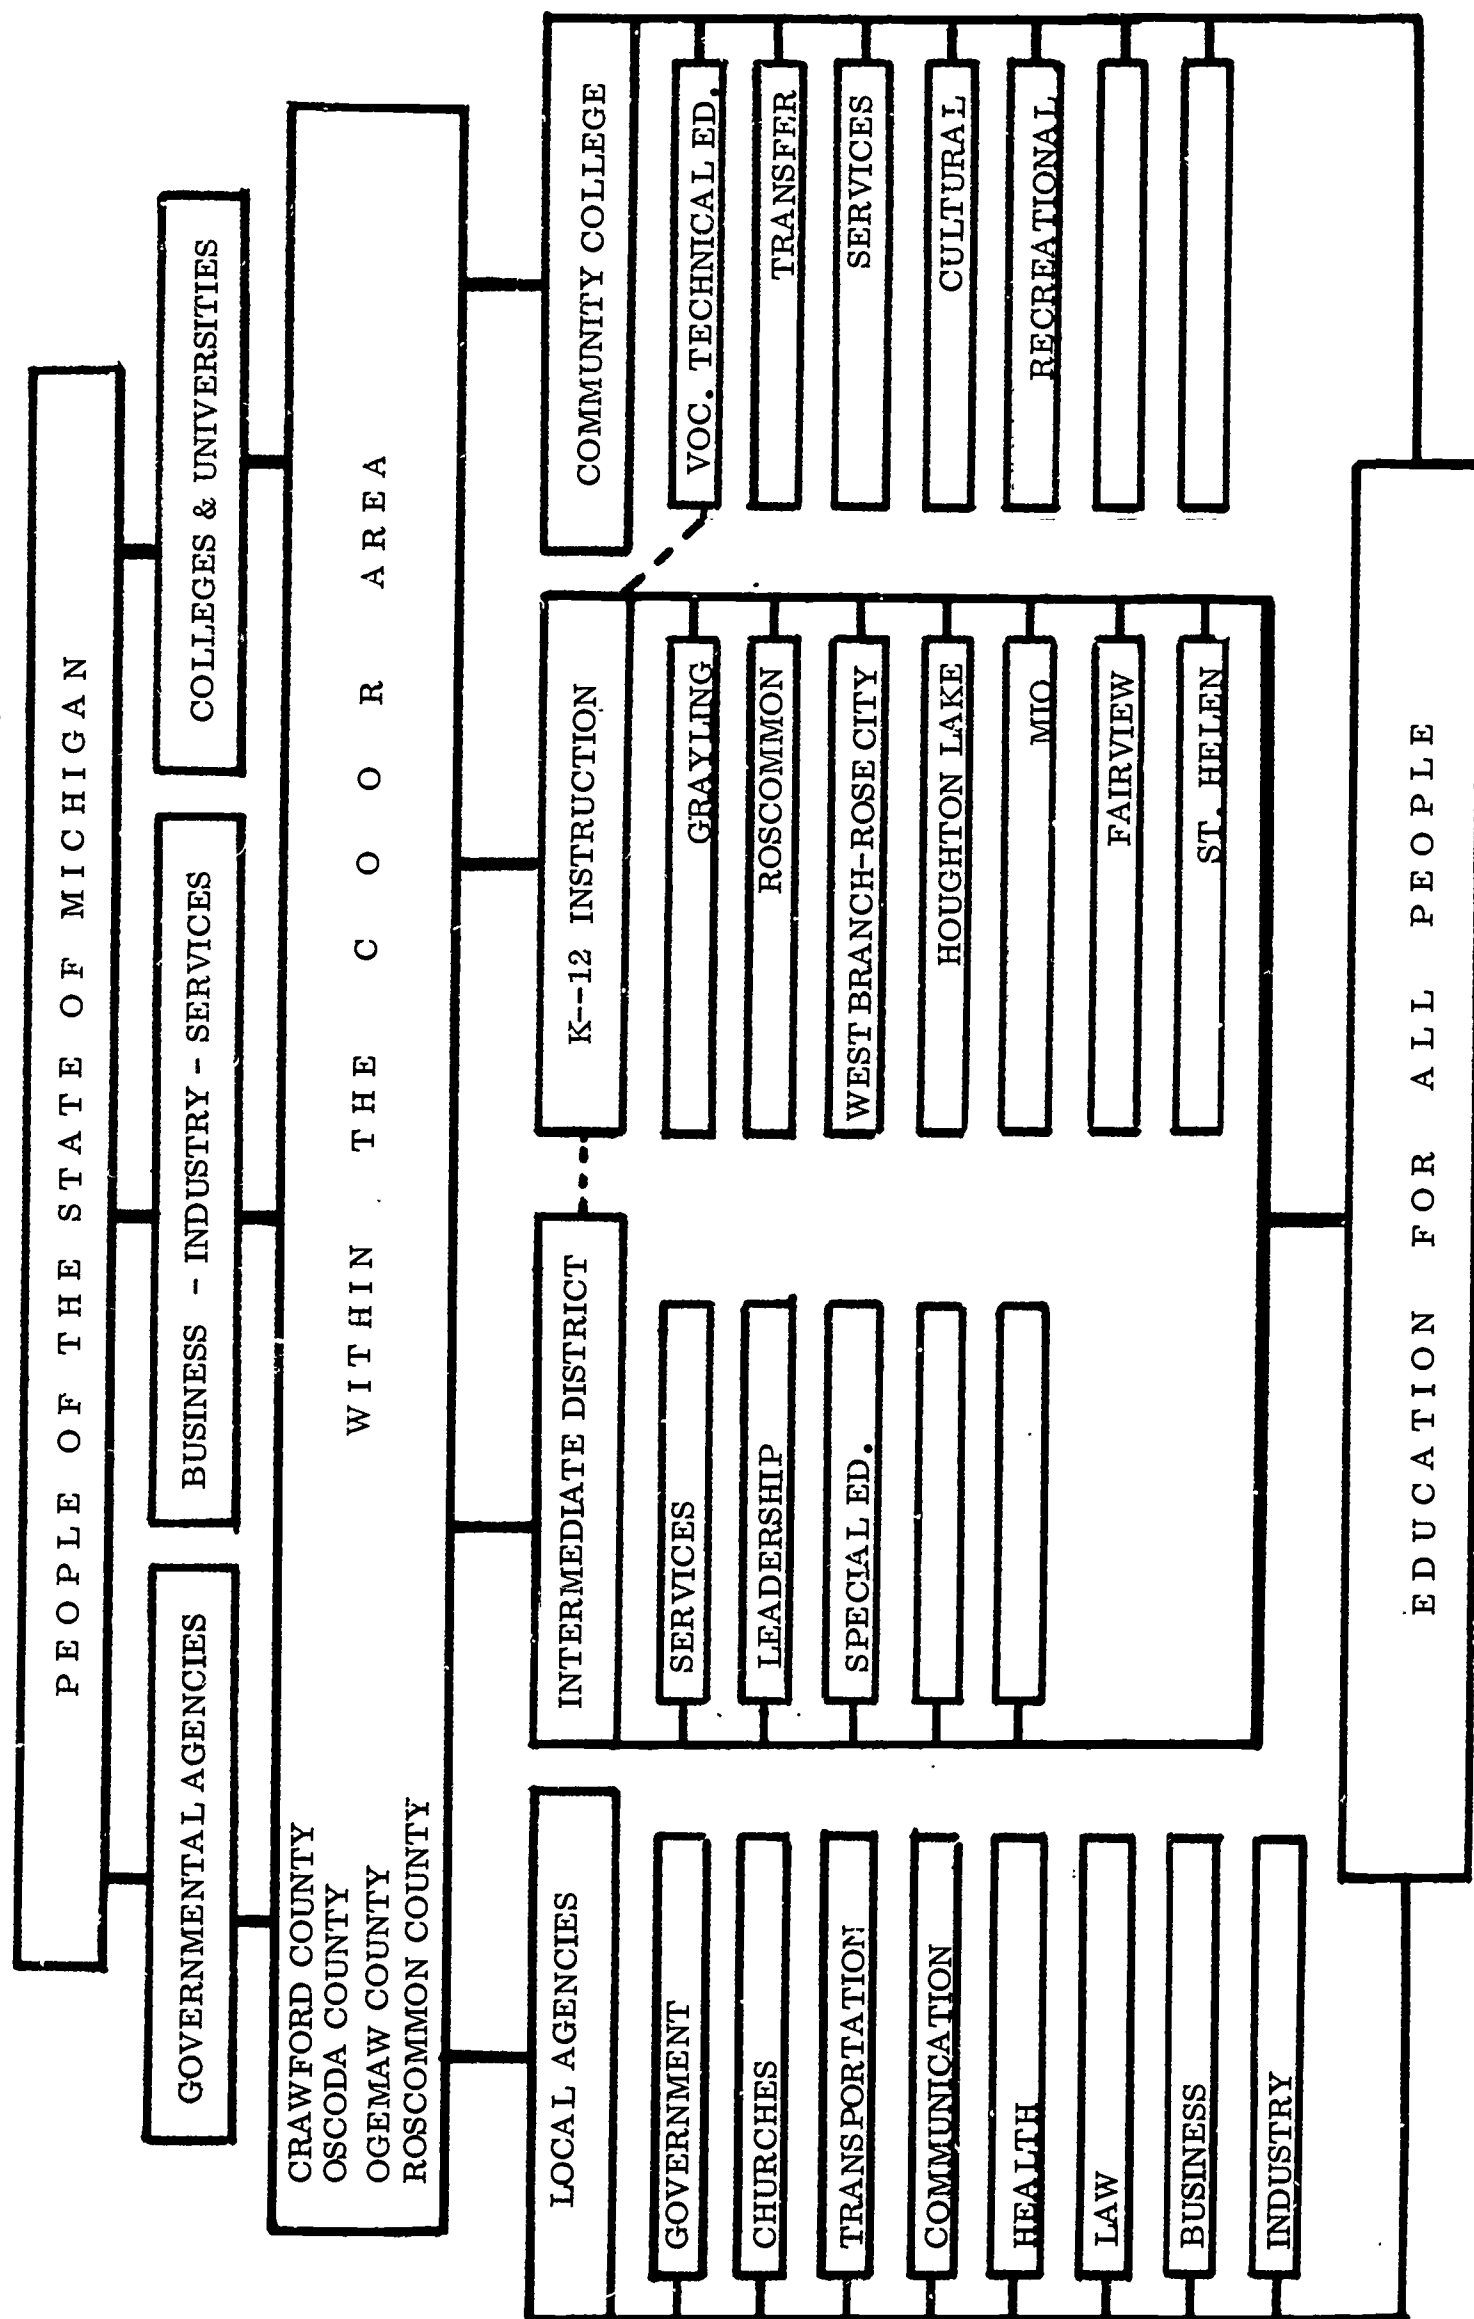 PEOPLE OF THE STATE OF MICHIGAN
GOVERNMENTAL AGENCIES
BUSINESS - INDUSTRY - SERVICES
COLLEGES & UNIVERSITIES
CRAWFORD COUNTY
OSCODA COUNTY
OGEMAW COUNTY
ROSCOMMON COUNTY
WITHIN THE COOR AREA
LOCAL AGENCIES
GOVERNMENT
CHURCHES
TRANSPORTATION
COMMUNICATION
HEALTH
LAW
BUSINESS
INDUSTRY
INTERMEDIATE DISTRICT
SERVICES
LEADERSHIP
SPECIAL ED.
K--12 INSTRUCTION
GRAYLING
ROSCOMMON
WEST BRANCH-ROSE CITY
HOUGHTON LAKE
MIO
FAIRVIEW
ST. HELEN
COMMUNITY COLLEGE
VOC. TECHNICAL ED.
TRANSFER
SERVICES
CULTURAL
RECREATIONAL
EDUCATION FOR ALL PEOPLE